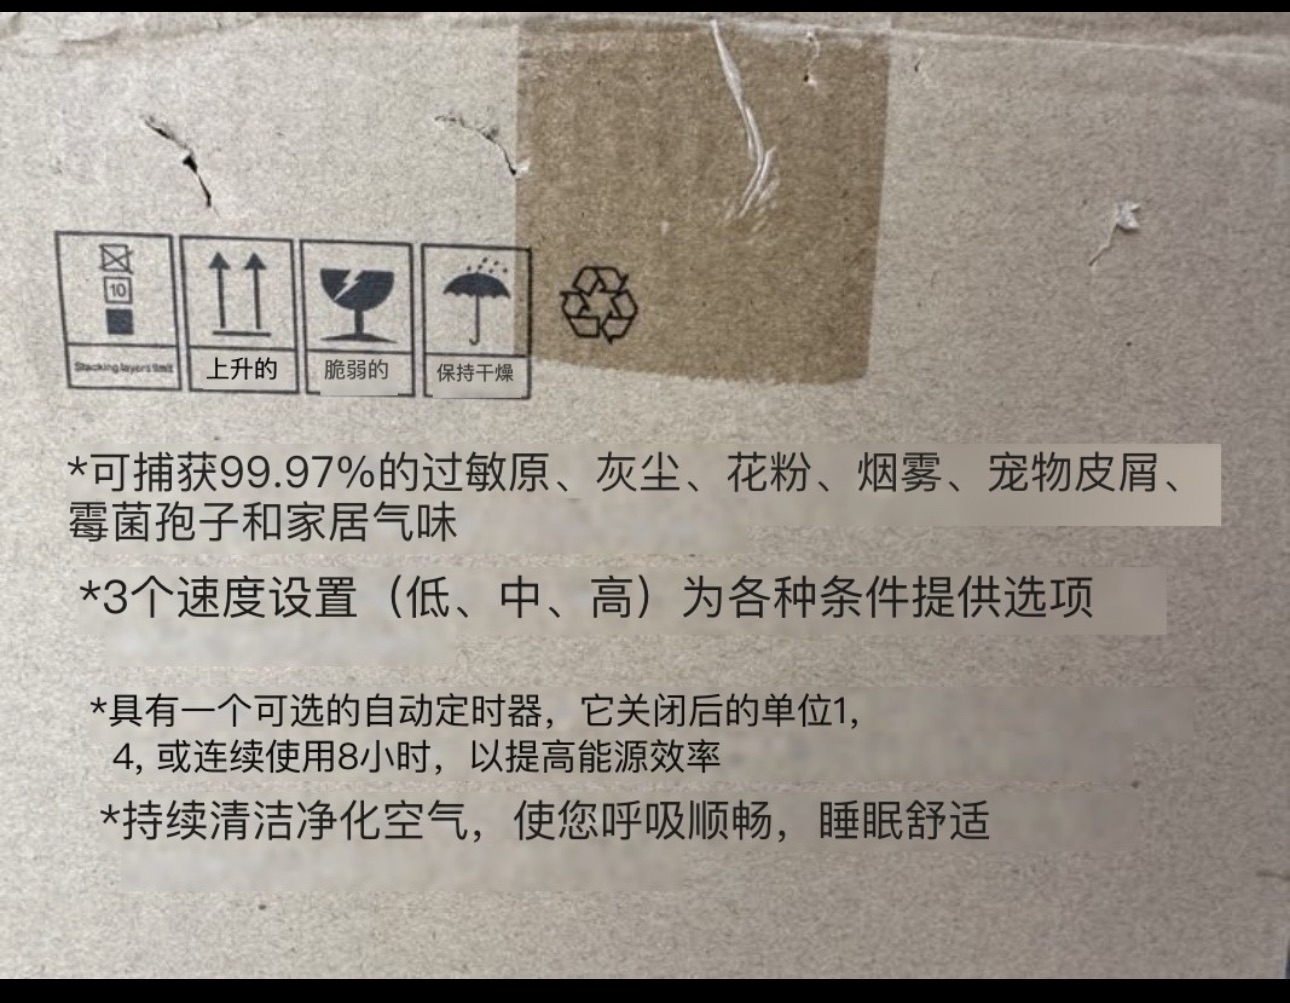 10
Stacking layers limit
上升的
脆弱的
保持干燥
*可捕获99.97%的过敏原、灰尘、花粉、烟雾、宠物皮屑、
霉菌孢子和家居气味
*3个速度设置（低、中、高）为各种条件提供选项
*具有一个可选的自动定时器，它关闭后的单位1,
4, 或连续使用8小时，以提高能源效率
*持续清洁净化空气，使您呼吸顺畅，睡眠舒适